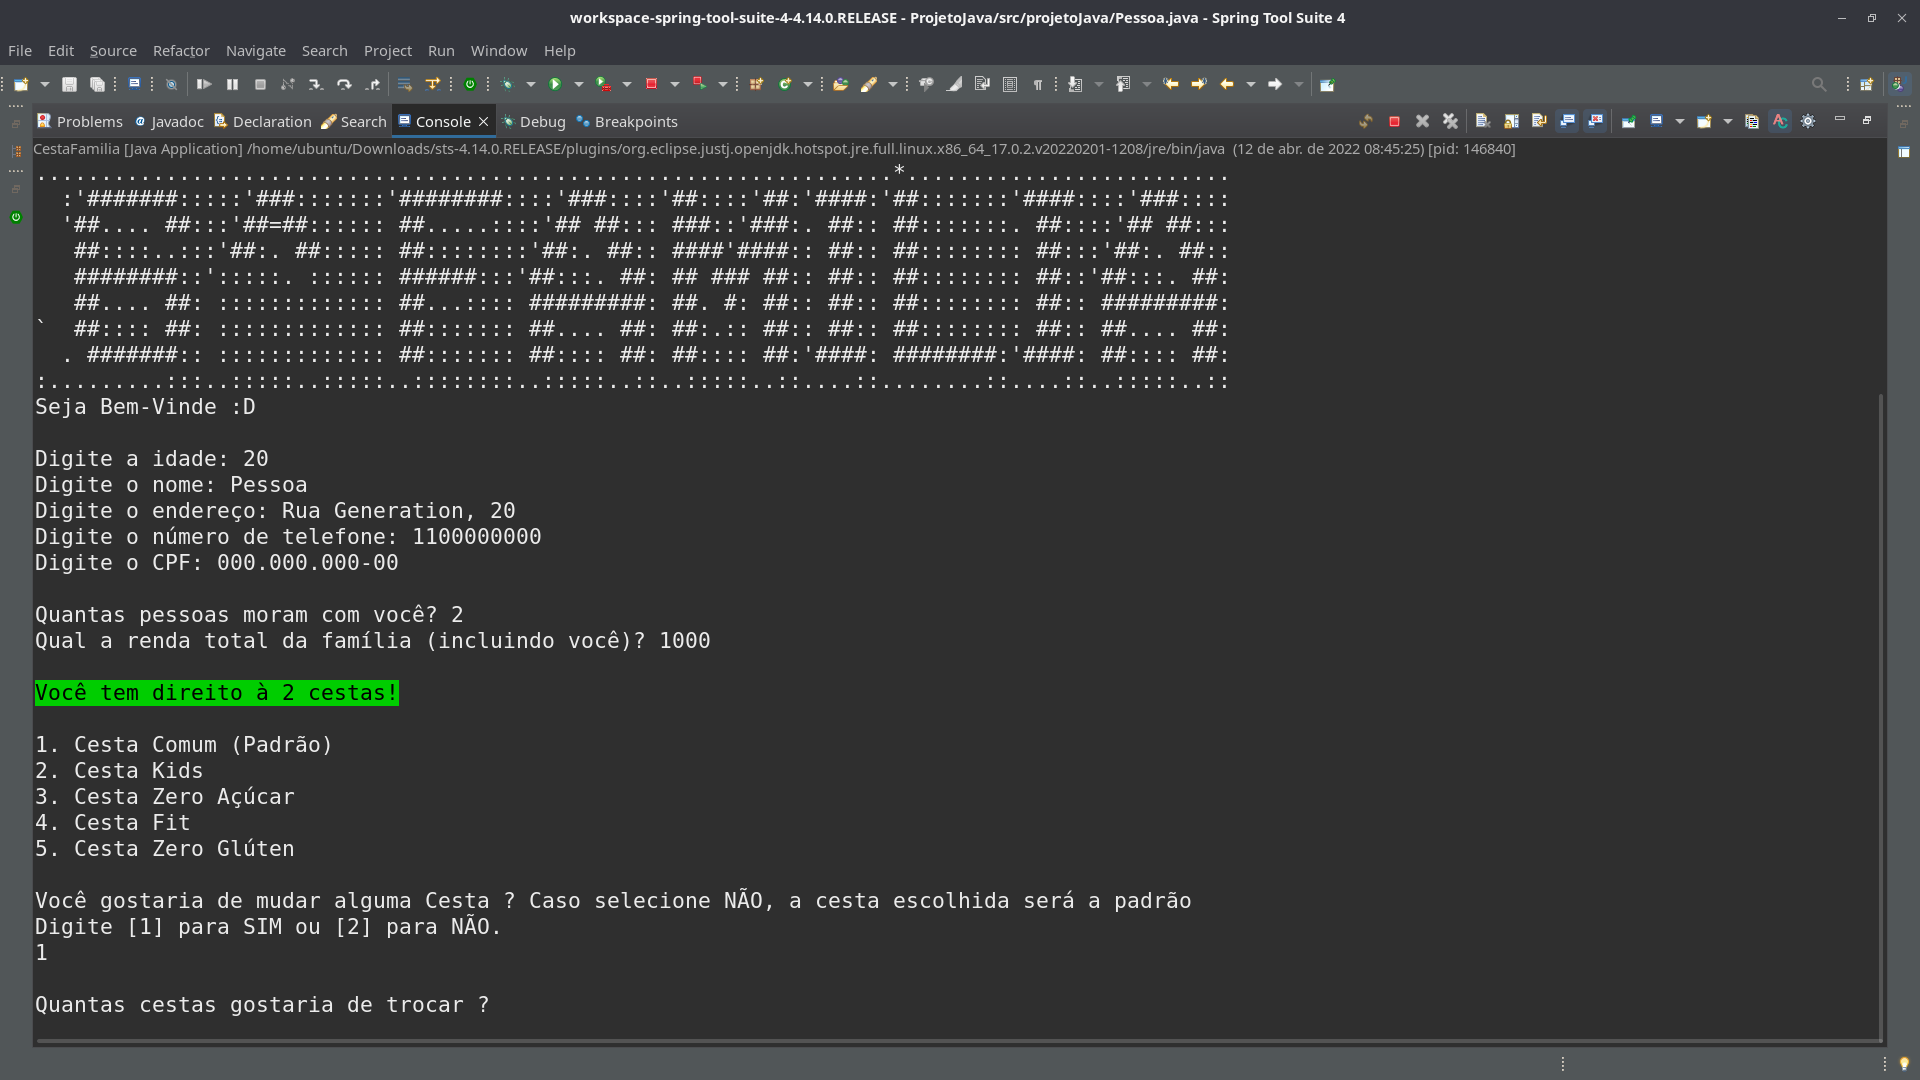 workspace-spring-tool-suite-4-4.14.0.RELEASE - ProjetoJava/src/projetoJava/Pessoa.java - Spring Tool Suite 4
File Edit Source Refactor Navigate Search Project Run Window Help
Problems Javadoc Declaration Search Console Debug Breakpoints
CestaFamilia [Java Application] /home/ubuntu/Downloads/sts-4.14.0.RELEASE/plugins/org.eclipse.justj.openjdk.hotspot.jre.full.linux.x86_64_17.0.2.v20220201-1208/jre/bin/java (12 de abr. de 2022 08:45:25) [pid: 146840]
Seja Bem-Vinde :D
Digite a idade: 20
Digite o nome: Pessoa
Digite o endereço: Rua Generation, 20
Digite o número de telefone: 1100000000
Digite o CPF: 000.000.000-00
Quantas pessoas moram com você? 2
Qual a renda total da família (incluindo você)? 1000
Você tem direito à 2 cestas!
1. Cesta Comum (Padrão)
2. Cesta Kids
3. Cesta Zero Açúcar
4. Cesta Fit
5. Cesta Zero Glúten
Você gostaria de mudar alguma Cesta ? Caso selecione NÃO, a cesta escolhida será a padrão
Digite [1] para SIM ou [2] para NÃO.
1
Quantas cestas gostaria de trocar ?